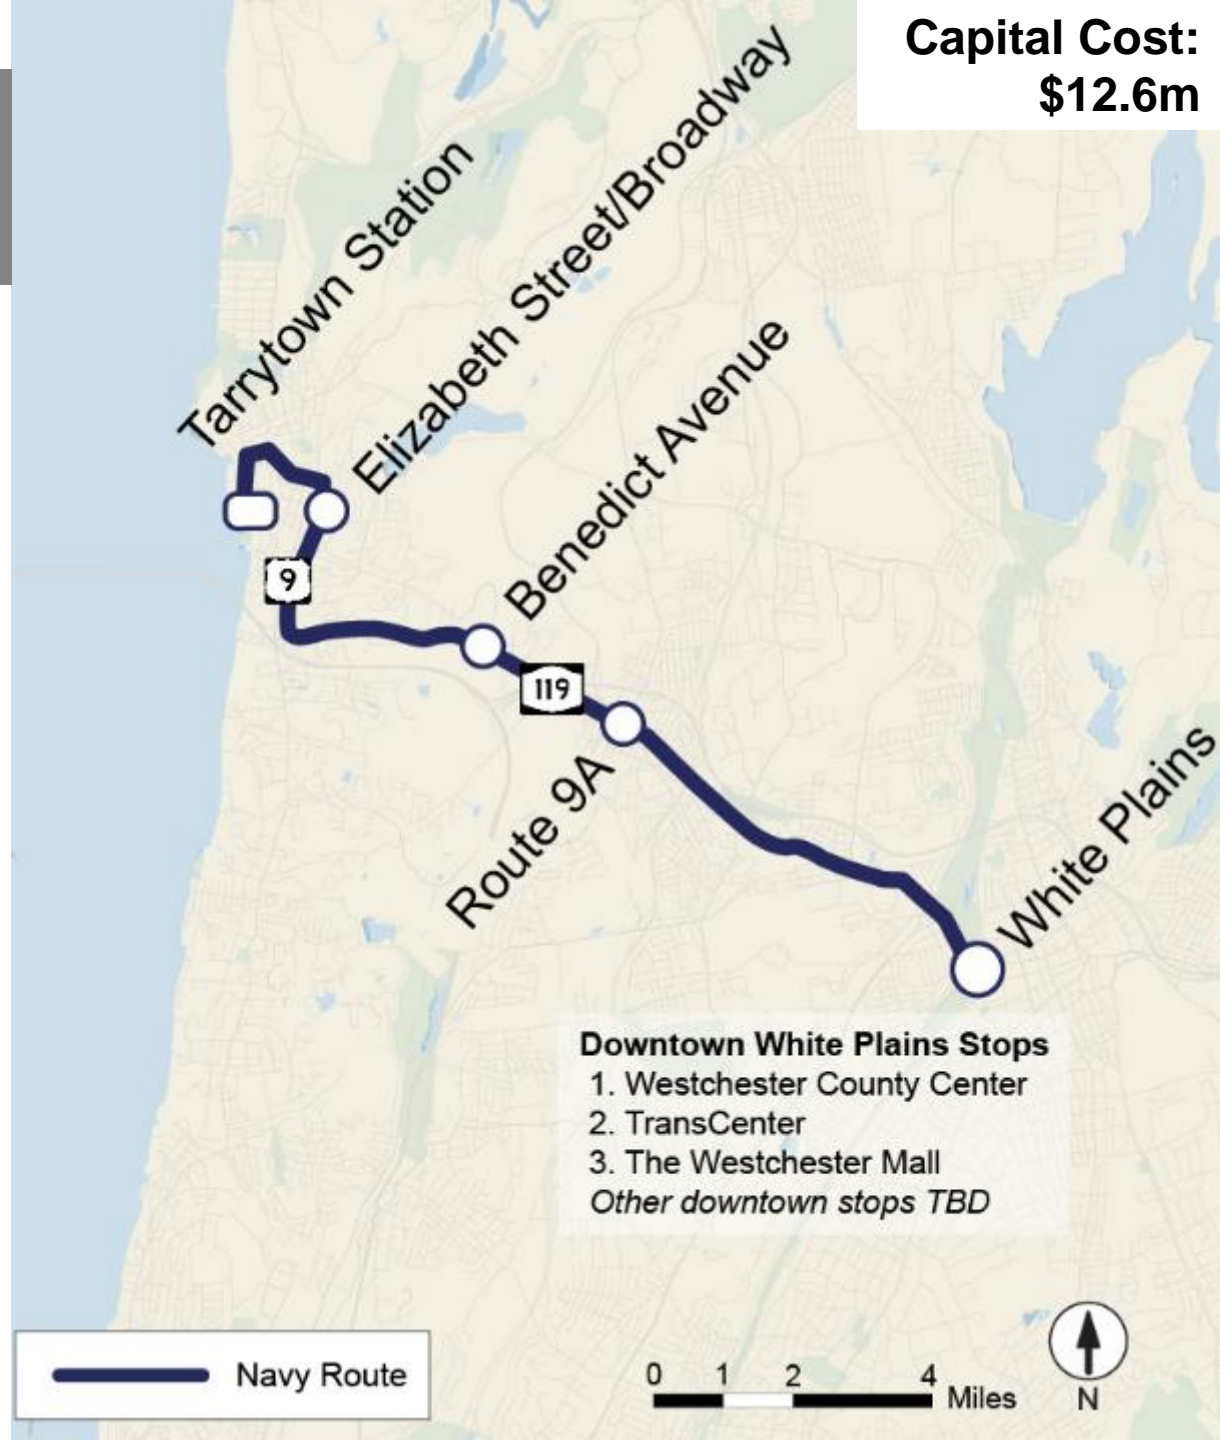 Capital Cost:
$12.6m
Tarrytown Station
Elizabeth Street/Broadway
Benedict Avenue
9
119
Route 9A
White Plains
Downtown White Plains Stops
1. Westchester County Center
2. TransCenter
3. The Westchester Mall
Other downtown stops TBD
Navy Route
0 1 2 4 Miles
N